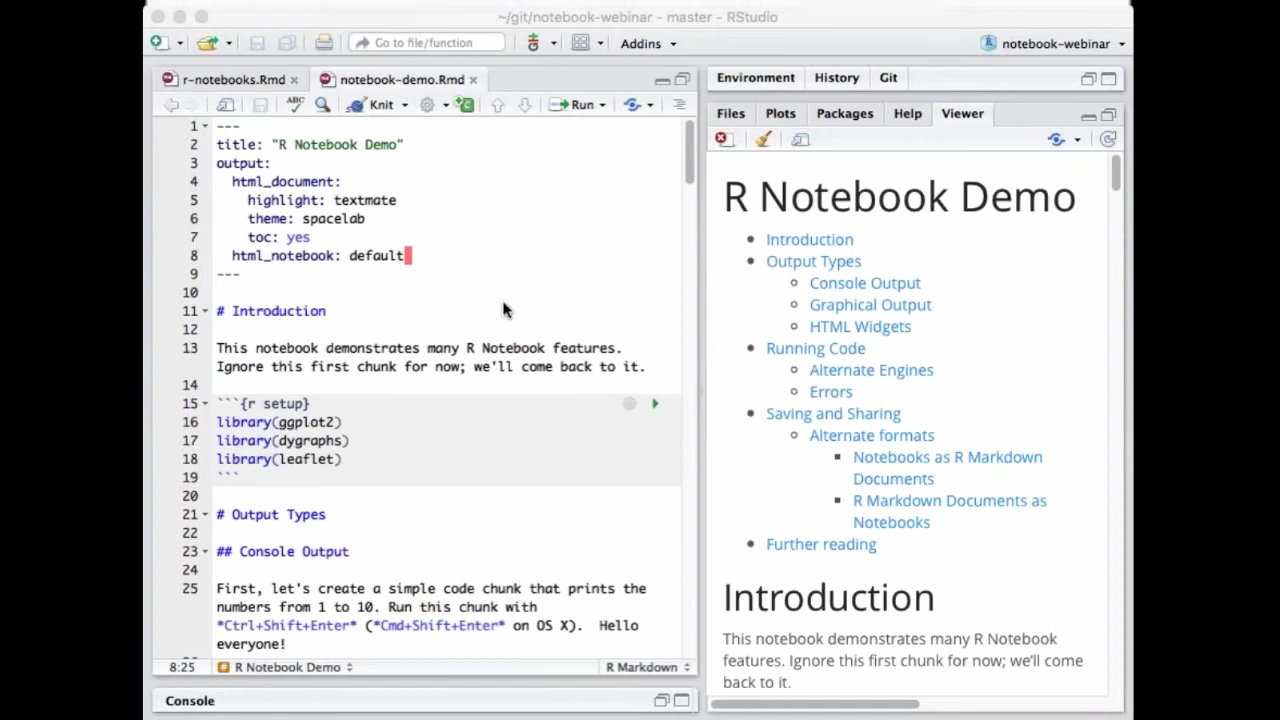 ~/git/notebook-webinar - master - RStudio
Go to file/function
Addins
notebook-webinar
r-notebooks.Rmd
notebook-demo.Rmd
ABC
Knit
Run
1 ---
2 title: "R Notebook Demo"
3 output:
4 html_document:
5 highlight: textmate
6 theme: spacelab
7 toc: yes
8 html_notebook: default
9 ---
10
11 # Introduction
12
13 This notebook demonstrates many R Notebook features.
Ignore this first chunk for now; we'll come back to it.
14
15 ```{r setup}
16 library(ggplot2)
17 library(dygraphs)
18 library(leaflet)
19 ```
20
21 # Output Types
22
23 ## Console Output
24
25 First, let's create a simple code chunk that prints the
numbers from 1 to 10. Run this chunk with
*Ctrl+Shift+Enter* (*Cmd+Shift+Enter* on OS X).  Hello
everyone!
8:25
R Notebook Demo
R Markdown
Console
Environment
History
Git
Files
Plots
Packages
Help
Viewer
R Notebook Demo
Introduction
Output Types
Console Output
Graphical Output
HTML Widgets
Running Code
Alternate Engines
Errors
Saving and Sharing
Alternate formats
Notebooks as R Markdown
Documents
R Markdown Documents as
Notebooks
Further reading
Introduction
This notebook demonstrates many R Notebook
features. Ignore this first chunk for now; we'll come
back to it.